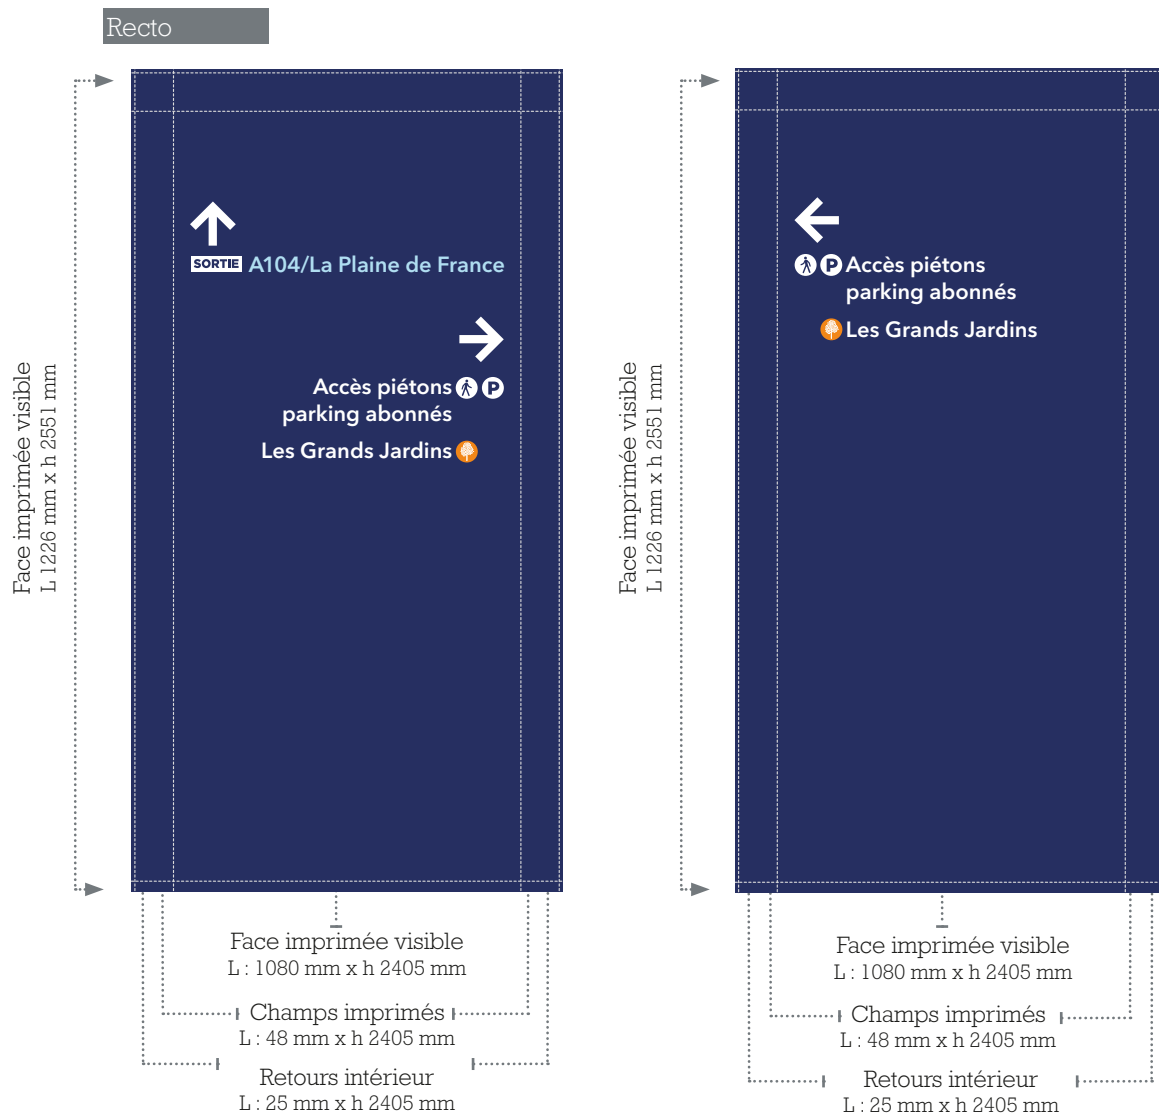 Recto
Face imprimée visible
L 1226 mm x h 2551 mm
SORTIE A104/La Plaine de France
Accès piétons P
parking abonnés
Les Grands Jardins
Face imprimée visible
L : 1080 mm x h 2405 mm
Champs imprimés
L : 48 mm x h 2405 mm
Retours intérieur
L : 25 mm x h 2405 mm
Face imprimée visible
L 1226 mm x h 2551 mm
P Accès piétons
parking abonnés
Les Grands Jardins
Face imprimée visible
L : 1080 mm x h 2405 mm
Champs imprimés
L : 48 mm x h 2405 mm
Retours intérieur
L : 25 mm x h 2405 mm